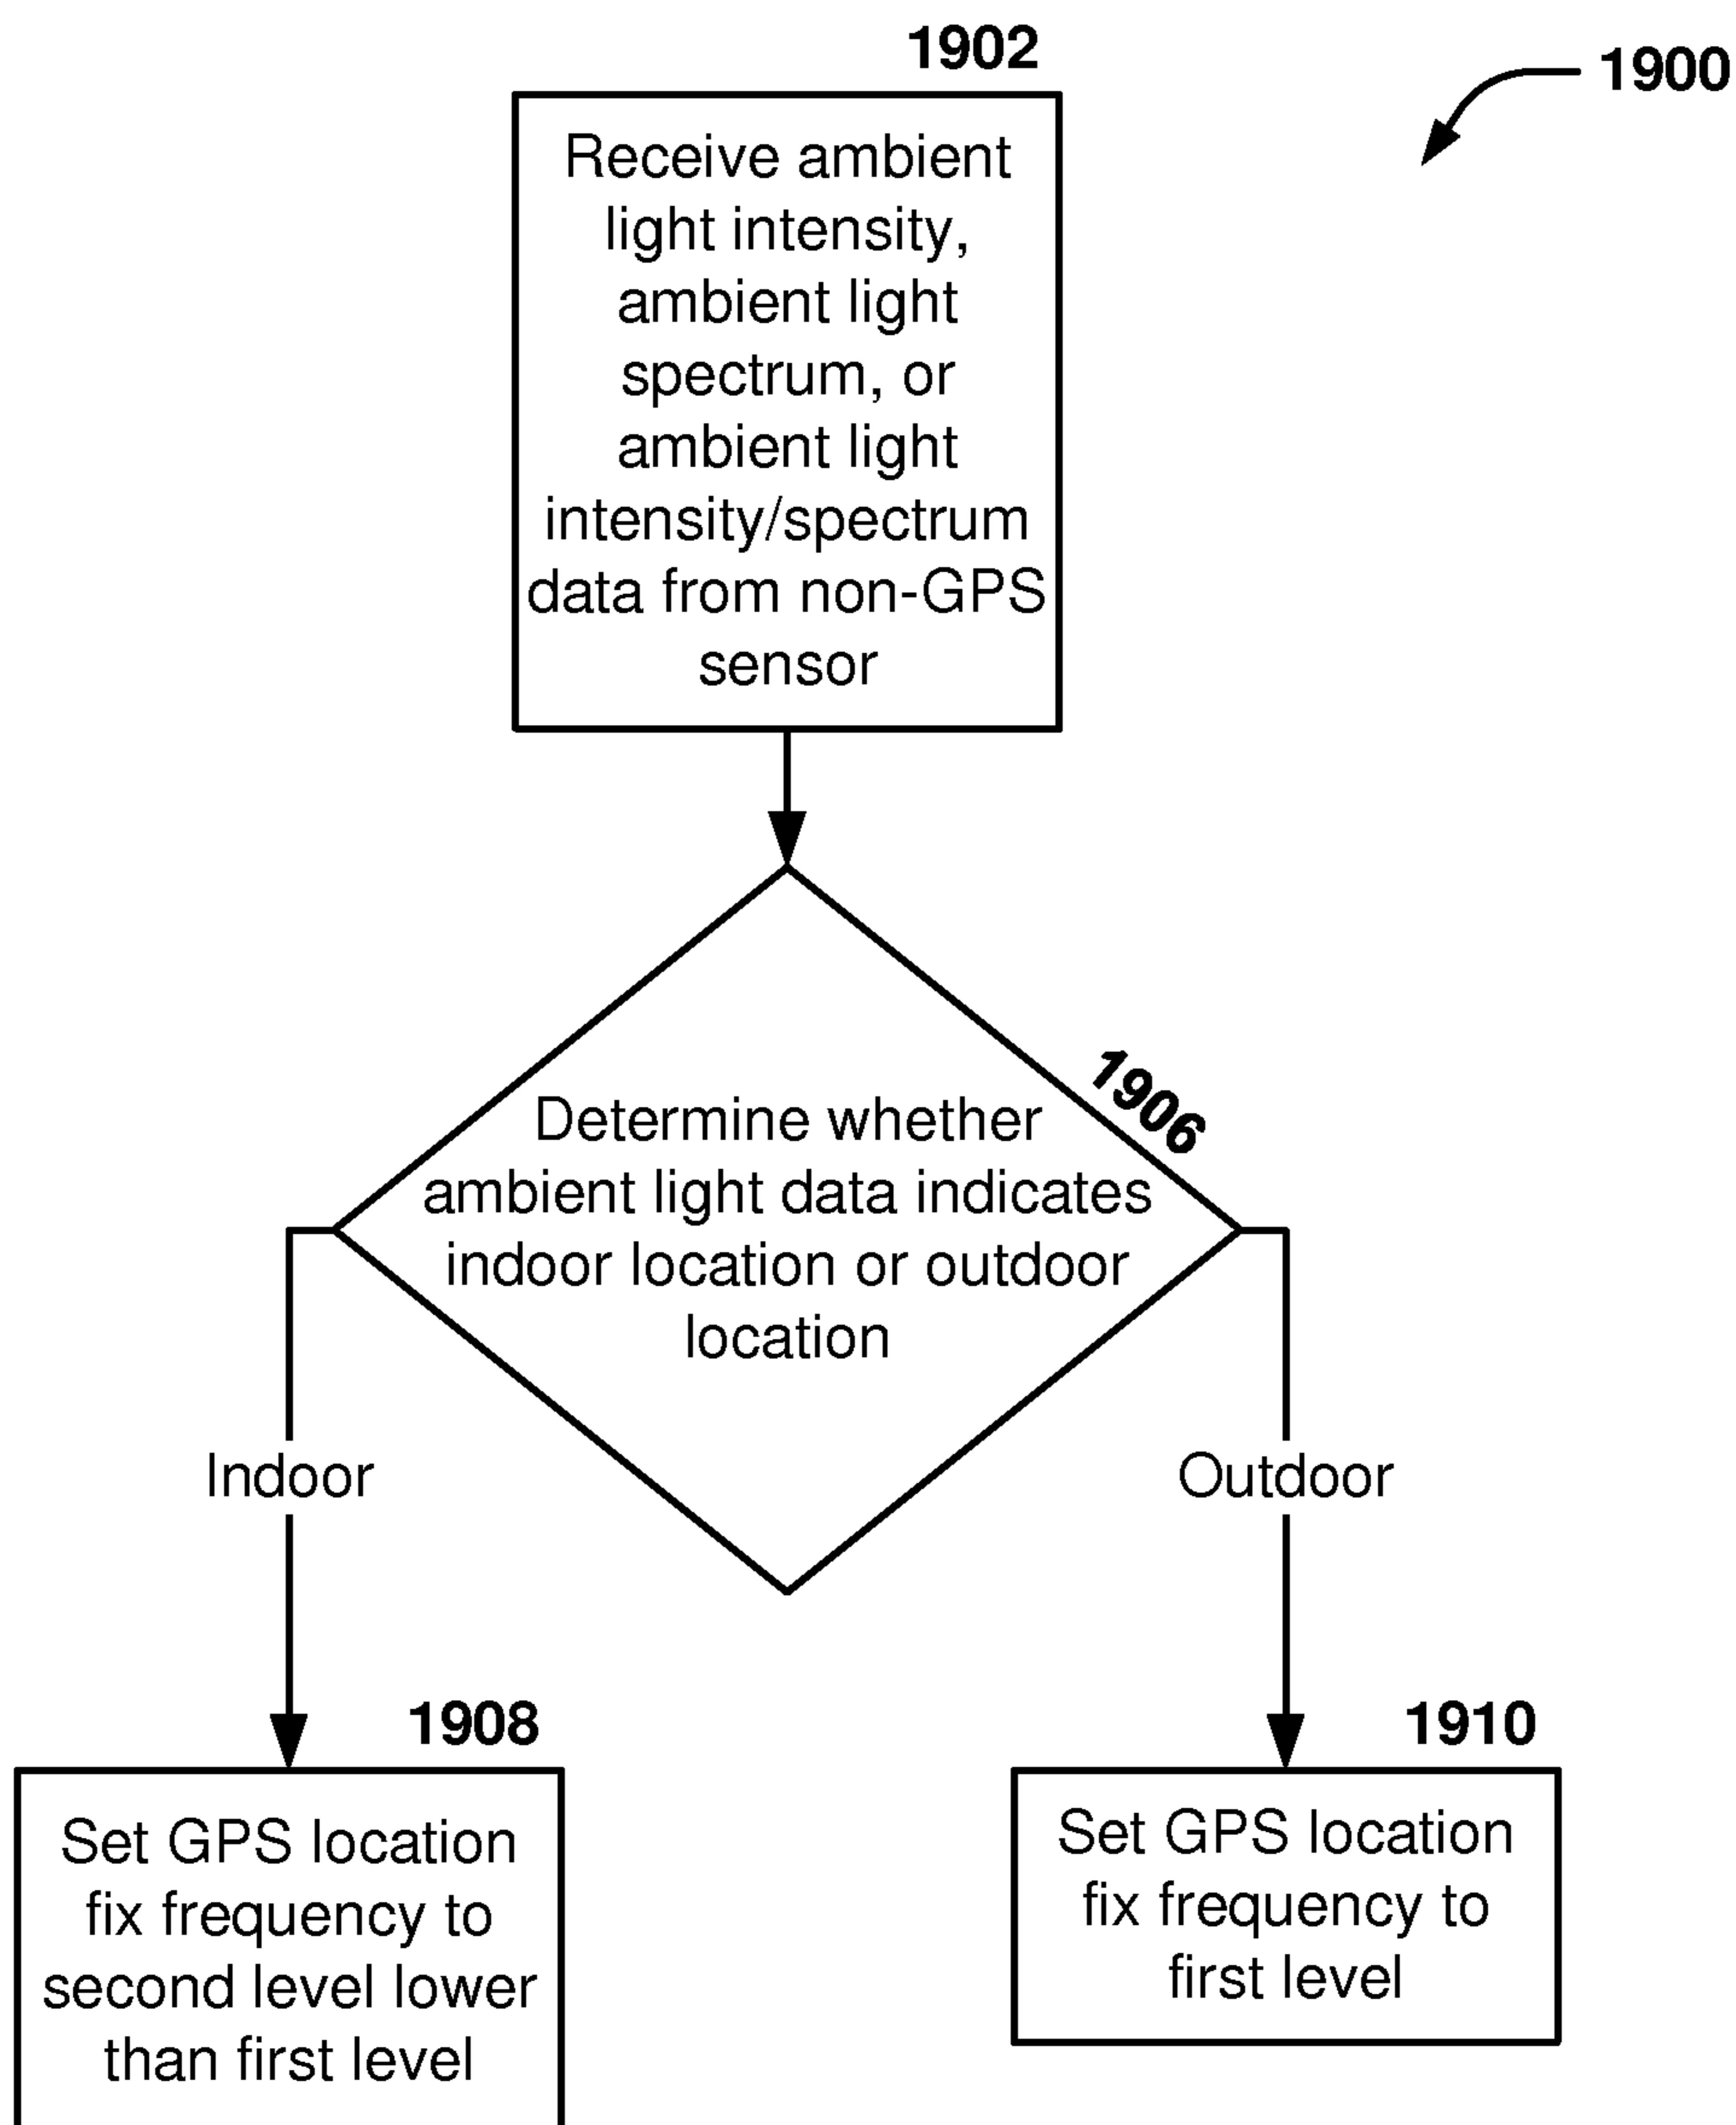 1902
1900
Receive ambient
light intensity,
ambient light
spectrum, or
ambient light
intensity/spectrum
data from non-GPS
sensor
1906
Determine whether
ambient light data indicates
indoor location or outdoor
location
Indoor
Outdoor
1908
Set GPS location
fix frequency to
second level lower
than first level
1910
Set GPS location
fix frequency to
first level